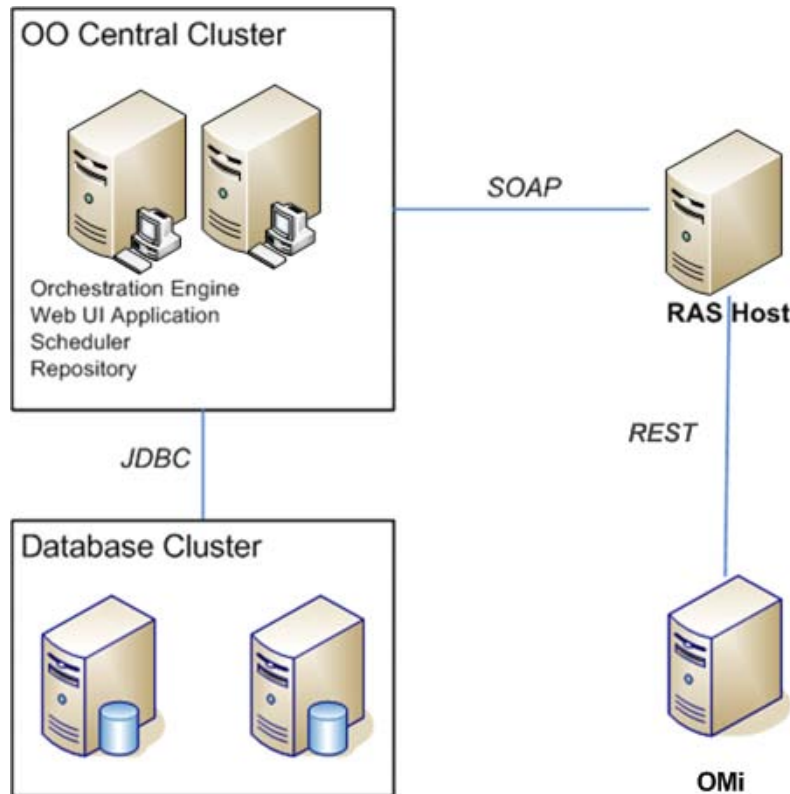 OO Central Cluster
Orchestration Engine
Web UI Application
Scheduler
Repository
SOAP
RAS Host
JDBC
REST
Database Cluster
OMi